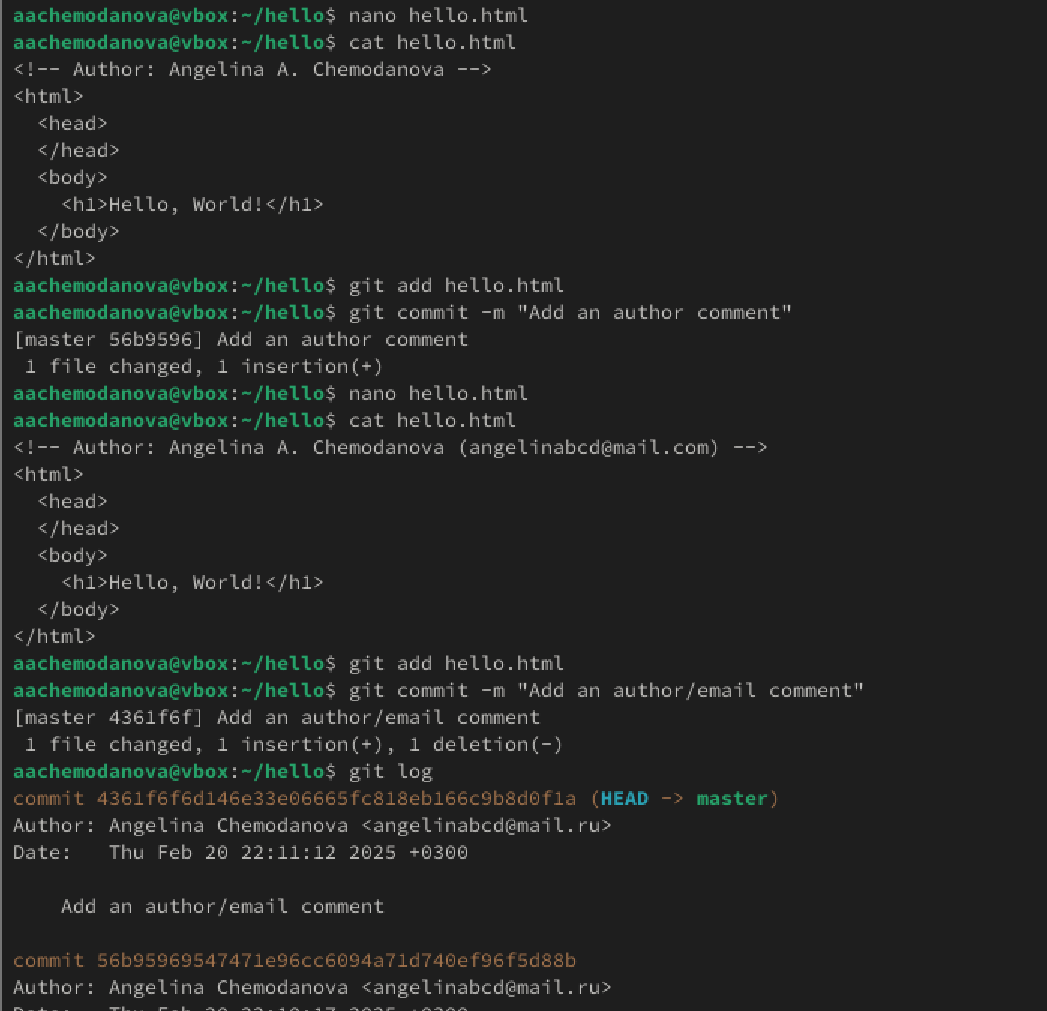 aachemodanova@vbox:~/hello$ nano hello.html
aachemodanova@vbox:~/hello$ cat hello.html
<!-- Author: Angelina A. Chemodanova -->
<html>
  <head>
  </head>
  <body>
    <h1>Hello, World!</h1>
  </body>
</html>
aachemodanova@vbox:~/hello$ git add hello.html
aachemodanova@vbox:~/hello$ git commit -m "Add an author comment"
[master 56b9596] Add an author comment
 1 file changed, 1 insertion(+)
aachemodanova@vbox:~/hello$ nano hello.html
aachemodanova@vbox:~/hello$ cat hello.html
<!-- Author: Angelina A. Chemodanova (angelinabcd@mail.com) -->
<html>
  <head>
  </head>
  <body>
    <h1>Hello, World!</h1>
  </body>
</html>
aachemodanova@vbox:~/hello$ git add hello.html
aachemodanova@vbox:~/hello$ git commit -m "Add an author/email comment"
[master 4361f6f] Add an author/email comment
 1 file changed, 1 insertion(+), 1 deletion(-)
aachemodanova@vbox:~/hello$ git log
commit 4361f6f6d146e33e06665fc818eb166c9b8d0f1a (HEAD -> master)
Author: Angelina Chemodanova <angelinabcd@mail.ru>
Date:   Thu Feb 20 22:11:12 2025 +0300

    Add an author/email comment

commit 56b95969547471e96cc6094a71d740ef96f5d88b
Author: Angelina Chemodanova <angelinabcd@mail.ru>